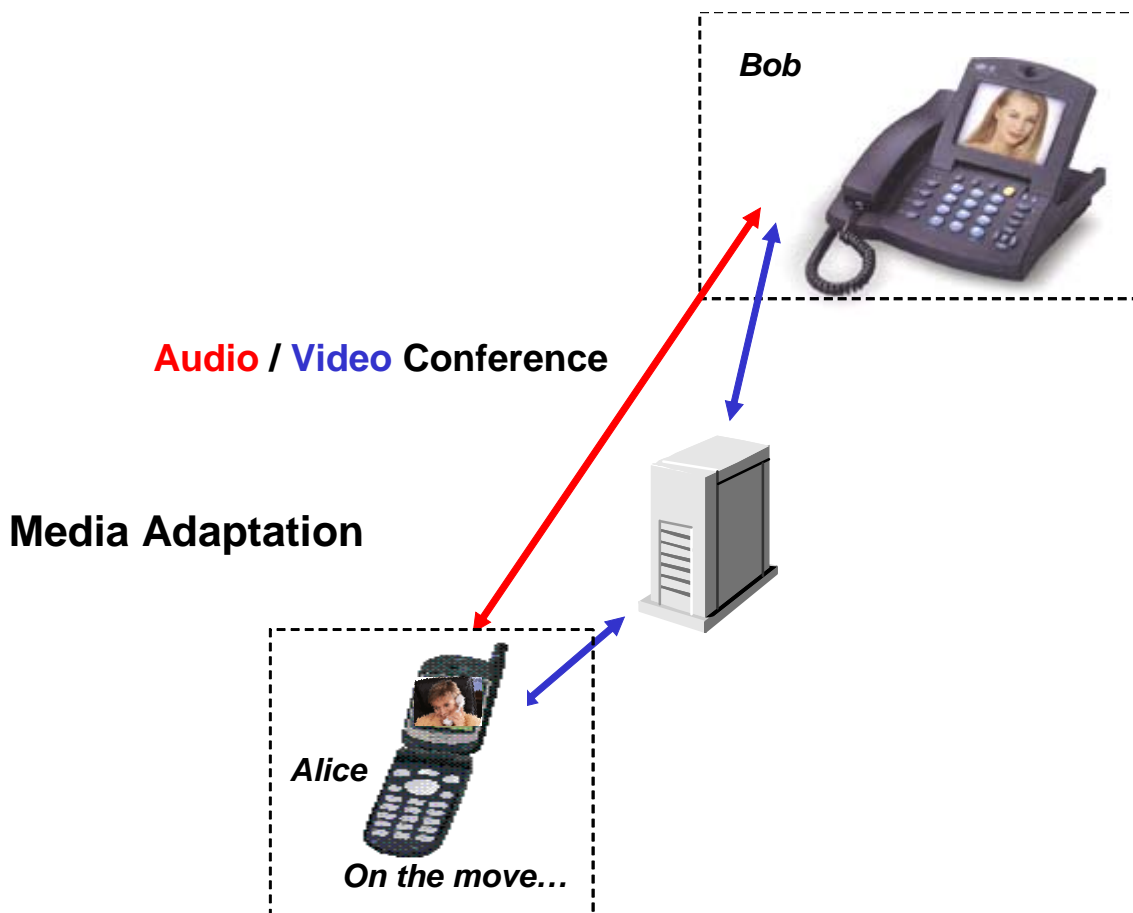 Bob
Audio / Video Conference
Media Adaptation
Alice
On the move…